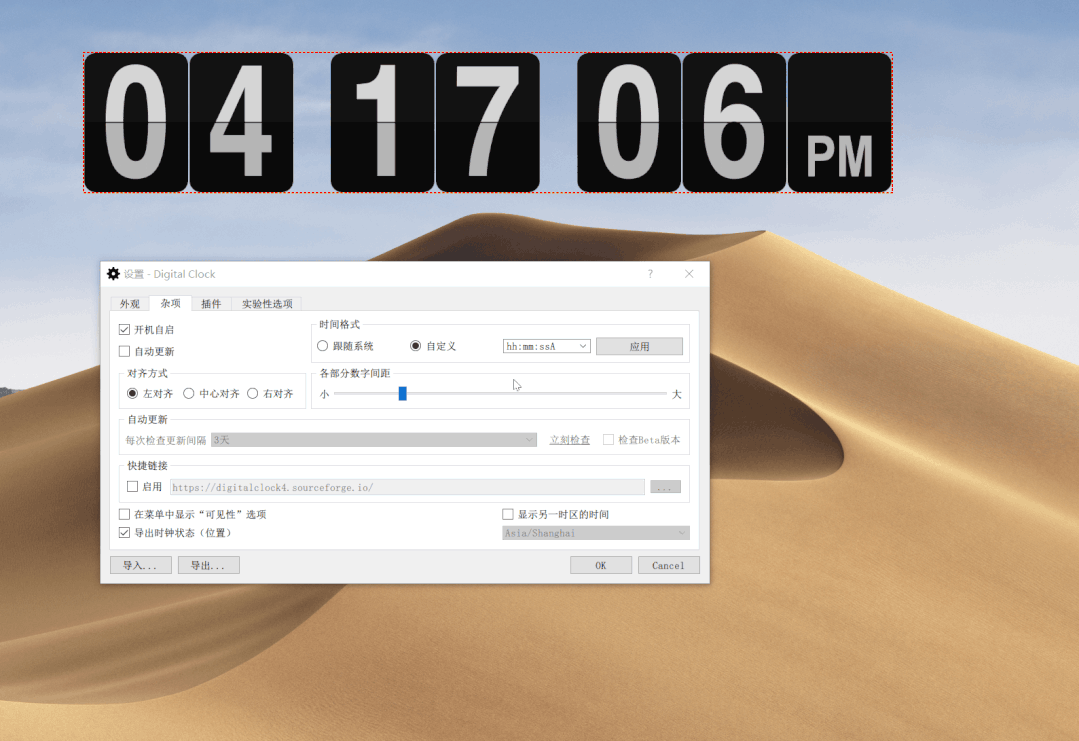 04 17 06 PM
设置 - Digital Clock ?
外观 杂项 插件 实验性选项
开机自启
自动更新
时间格式
跟随系统 自定义 hh:mm:ssA 应用
对齐方式
左对齐 中心对齐 右对齐
各部分数字间距
小 大
自动更新
每次检查更新间隔 3天 立刻检查 检查Beta版本
快捷链接
启用 https://digitalclock4.sourceforge.io/ ...
在菜单中显示“可见性”选项
导出时钟状态（位置）
显示另一时区的时间
Asia/Shanghai
导入... 导出... OK Cancel